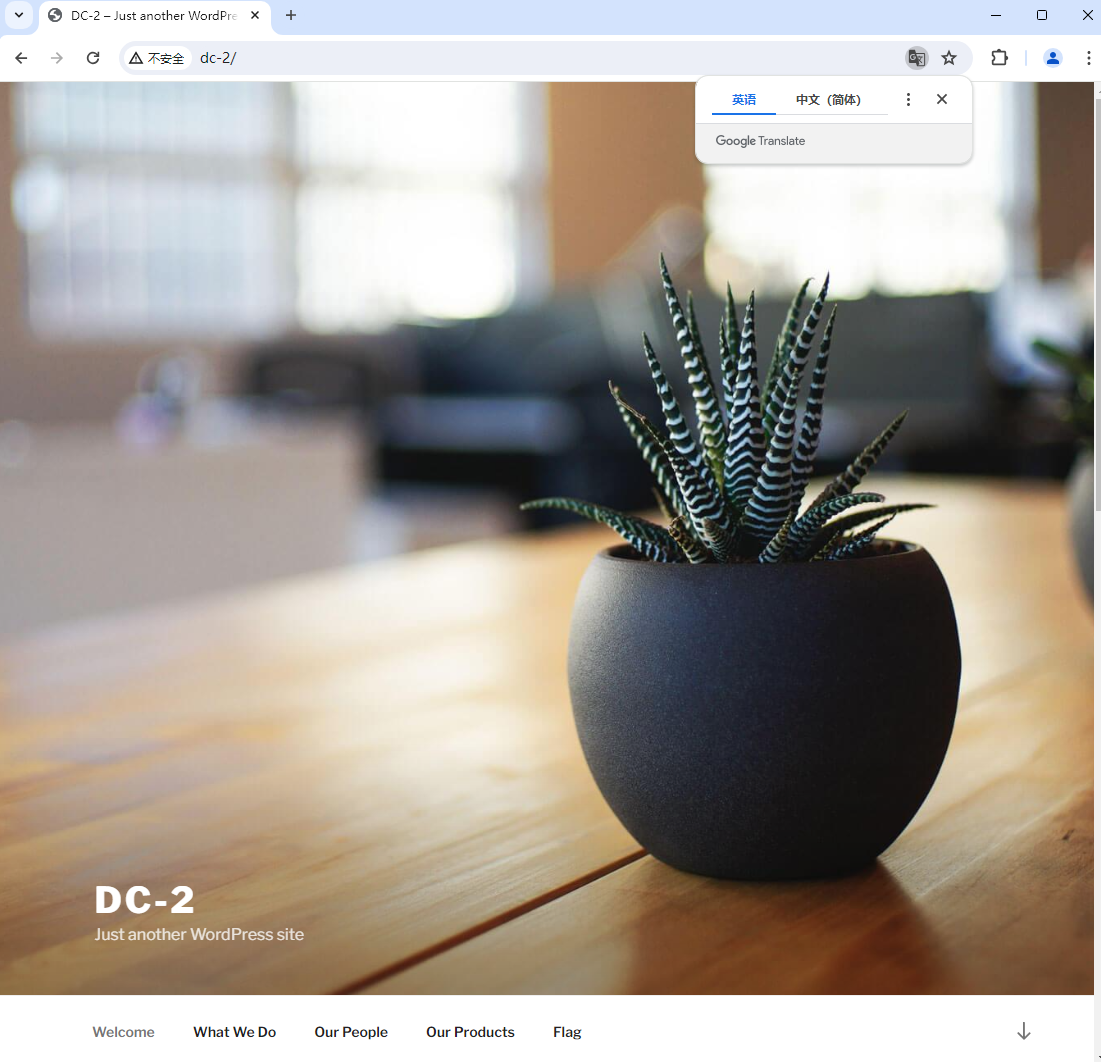 DC-2 – Just another WordPre
不安全
dc-2/
英语
中文（简体）
Google Translate
DC-2
Just another WordPress site
Welcome
What We Do
Our People
Our Products
Flag